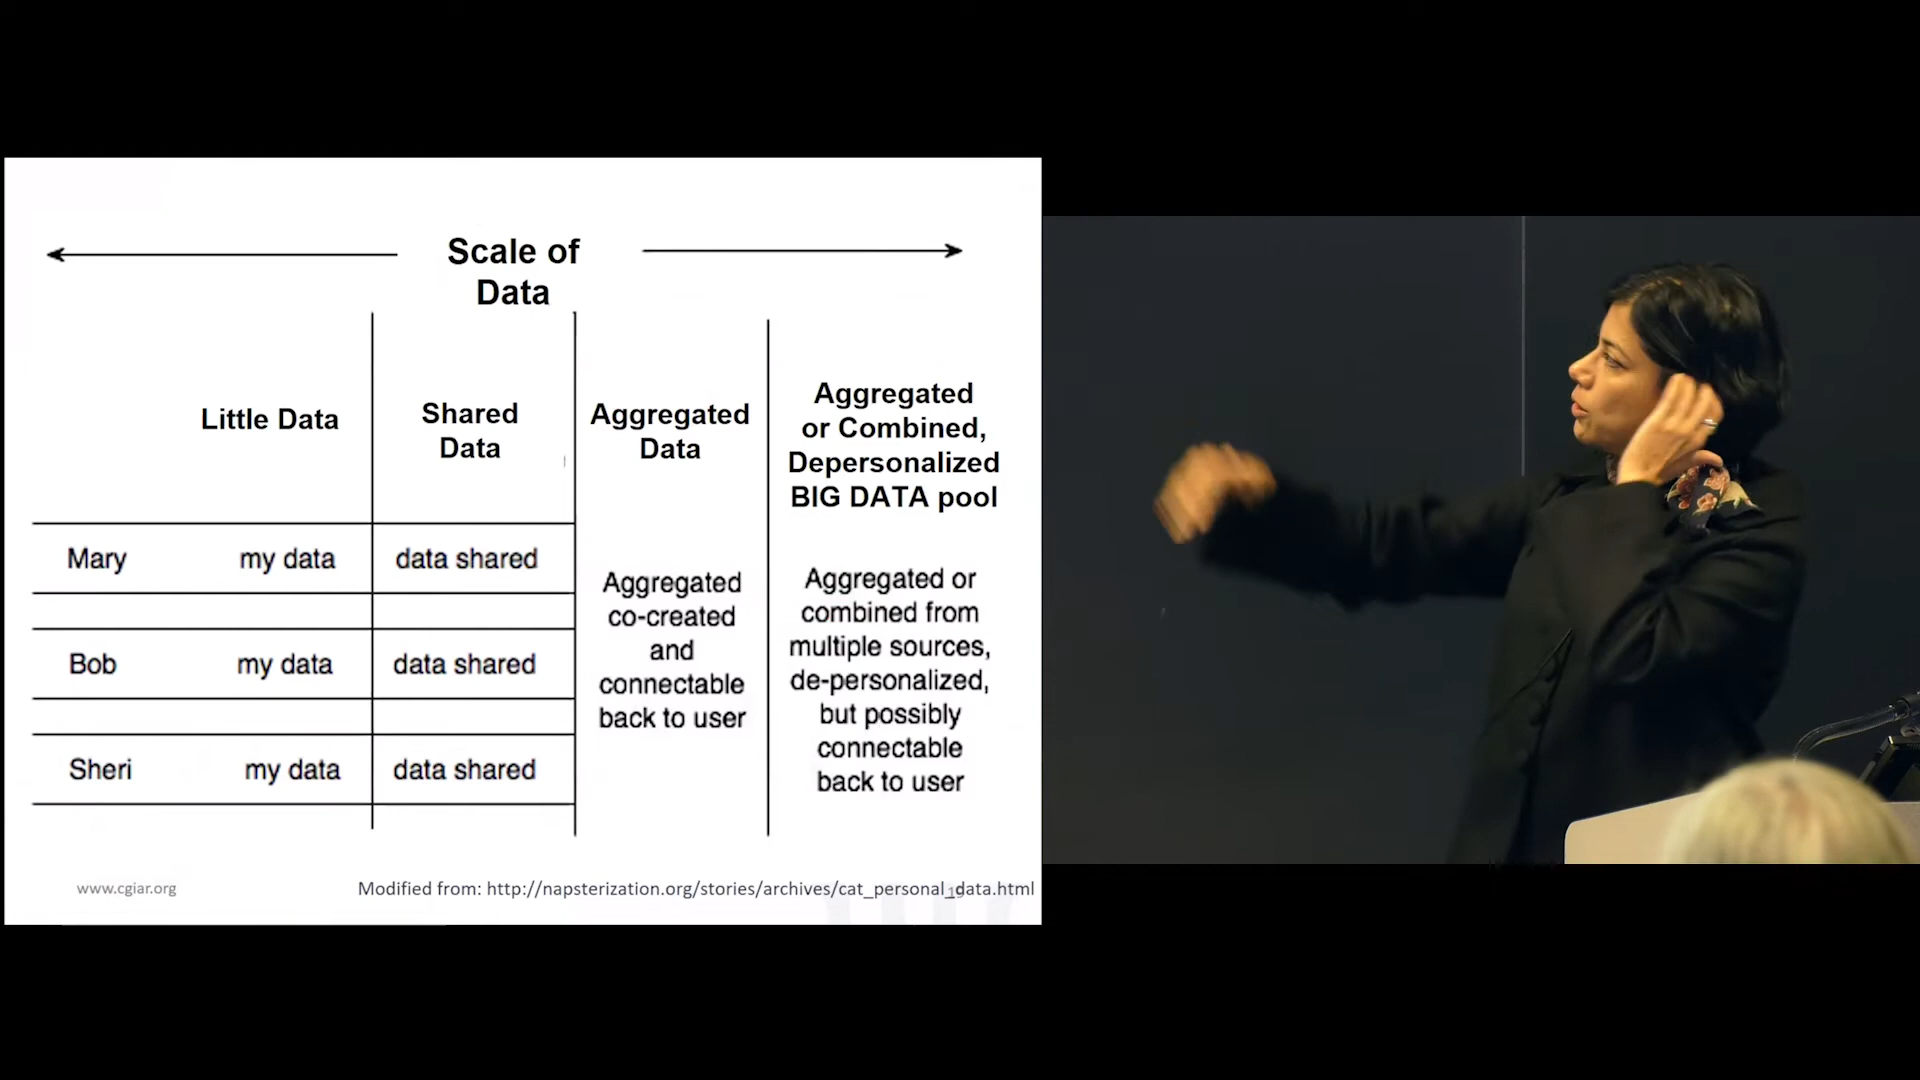 Scale of
Data
Little Data
Shared
Data
Aggregated
Data
Aggregated
or Combined,
Depersonalized
BIG DATA pool
Mary my data data shared
Bob my data data shared
Sheri my data data shared
Aggregated
co-created
and
connectable
back to user
Aggregated or
combined from
multiple sources,
de-personalized,
but possibly
connectable
back to user
www.cgiar.org
Modified from: http://napsterization.org/stories/archives/cat_personal_data.html